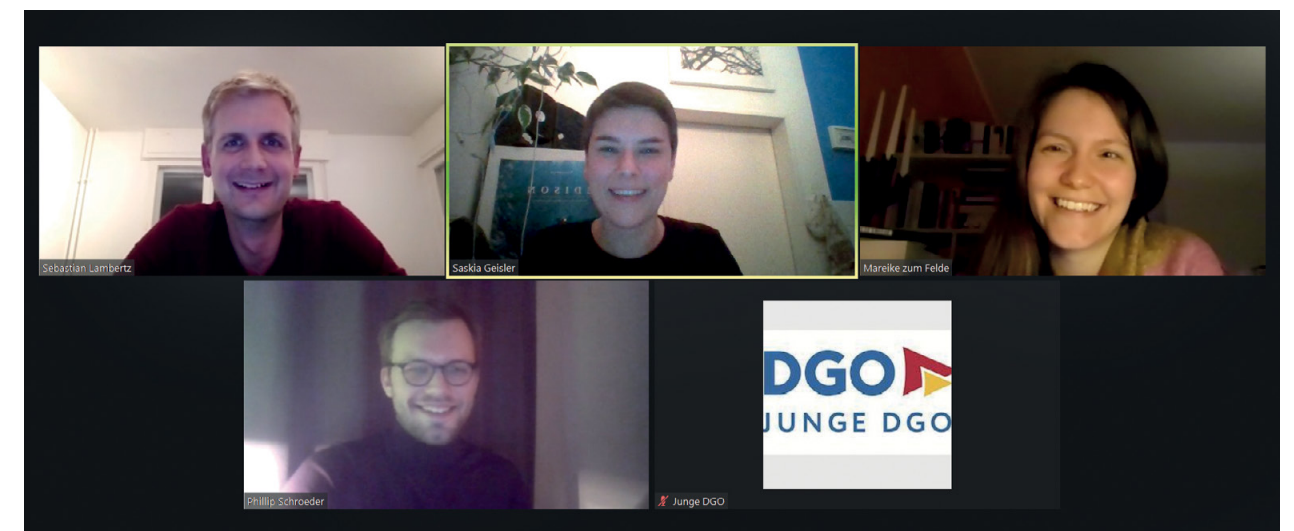 Sebastian Lambertz
Saskia Geisler
Mareike zum Felde
Phillip Schroeder
DGO
JUNGE DGO
Junge DGO